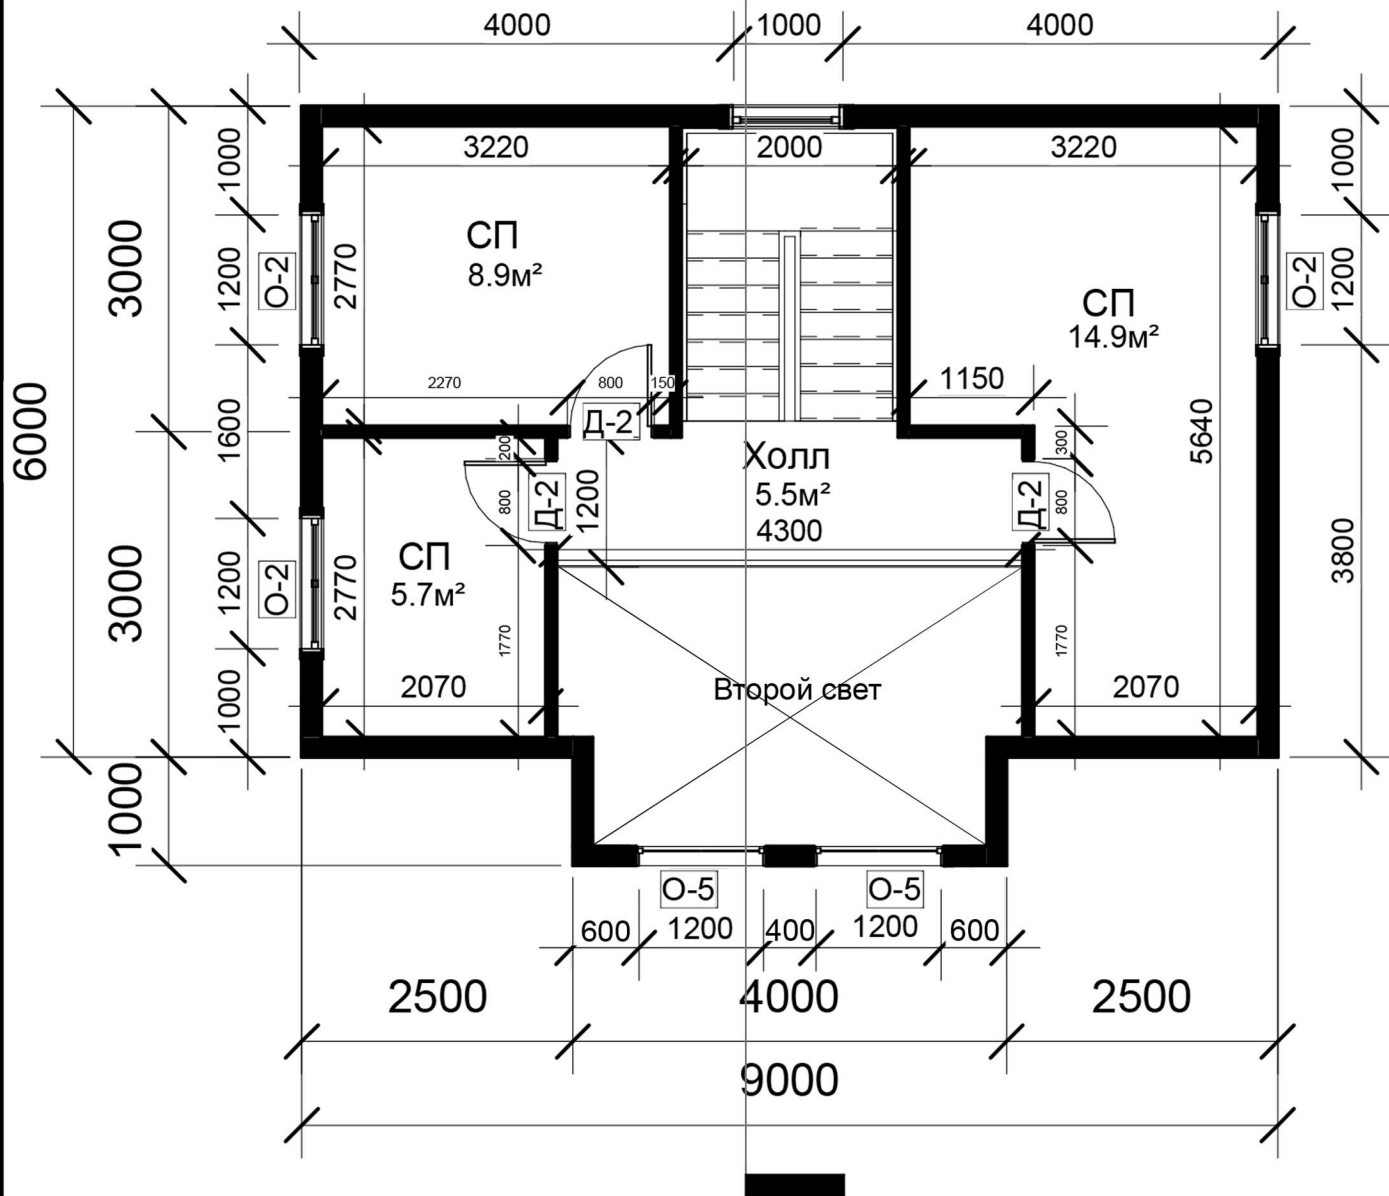 4000 1000 4000
3220 2000 3220
1000 1000
СП
8.9м²
3000 1200 О-2 2770
СП
14.9м²
О-2 1200
2270 800 150 1150
Д-2
6000 1600 200 300 5640
Холл
5.5м²
4300
800 Д-2 1200 Д-2 800
СП
5.7м²
3000 1200 О-2 2770 3800
1770 1770
2070 Второй свет 2070
1000
1000
О-5 О-5
600 1200 400 1200 600
2500 4000 2500
9000